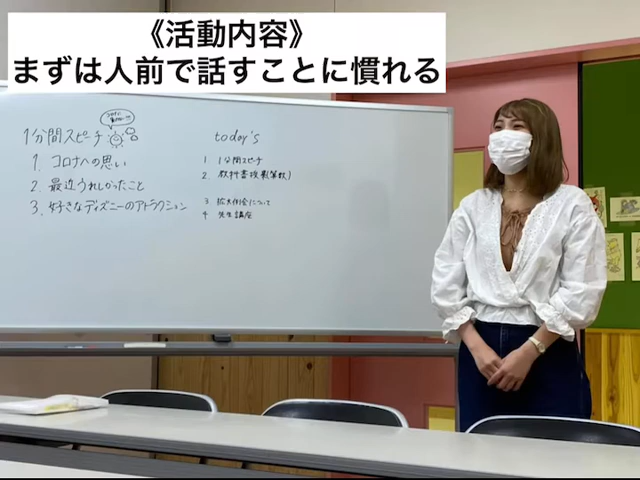 《活動内容》
まずは人前で話すことに慣れる
1分間スピーチ
1. コロナへの思い
2. 最近うれしかったこと
3. 好きなディズニーのアトラクション
today's
1 1分間スピーチ
2. 教科書授業(算数)
3 拡大例会について
4 先生講座